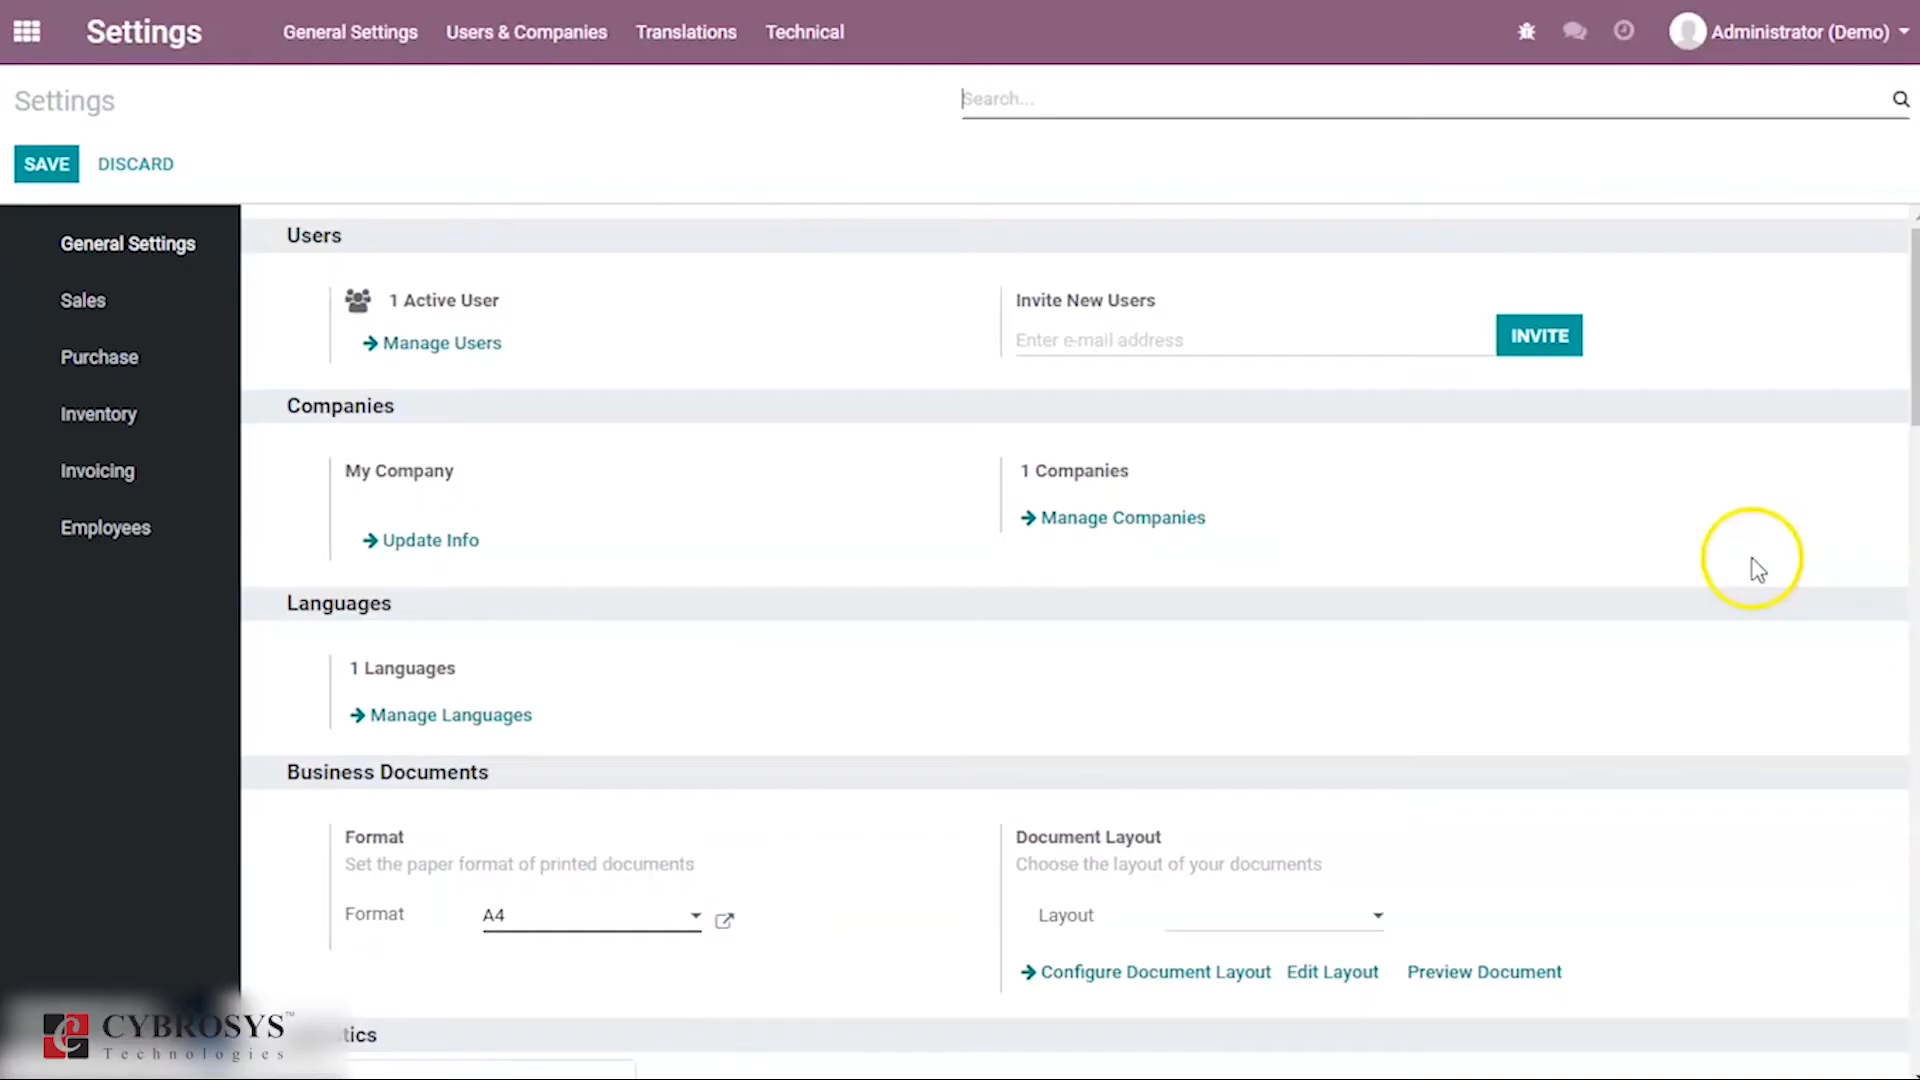 Settings
General Settings
Users & Companies
Translations
Technical
Administrator (Demo)
Settings
Search...
SAVE
DISCARD
General Settings
Sales
Purchase
Inventory
Invoicing
Employees
Users
1 Active User
Manage Users
Invite New Users
Enter e-mail address
INVITE
Companies
My Company
Update Info
1 Companies
Manage Companies
Languages
1 Languages
Manage Languages
Business Documents
Format
Set the paper format of printed documents
Format
A4
Document Layout
Choose the layout of your documents
Layout
Configure Document Layout
Edit Layout
Preview Document
CYBROSYS™
Technologies